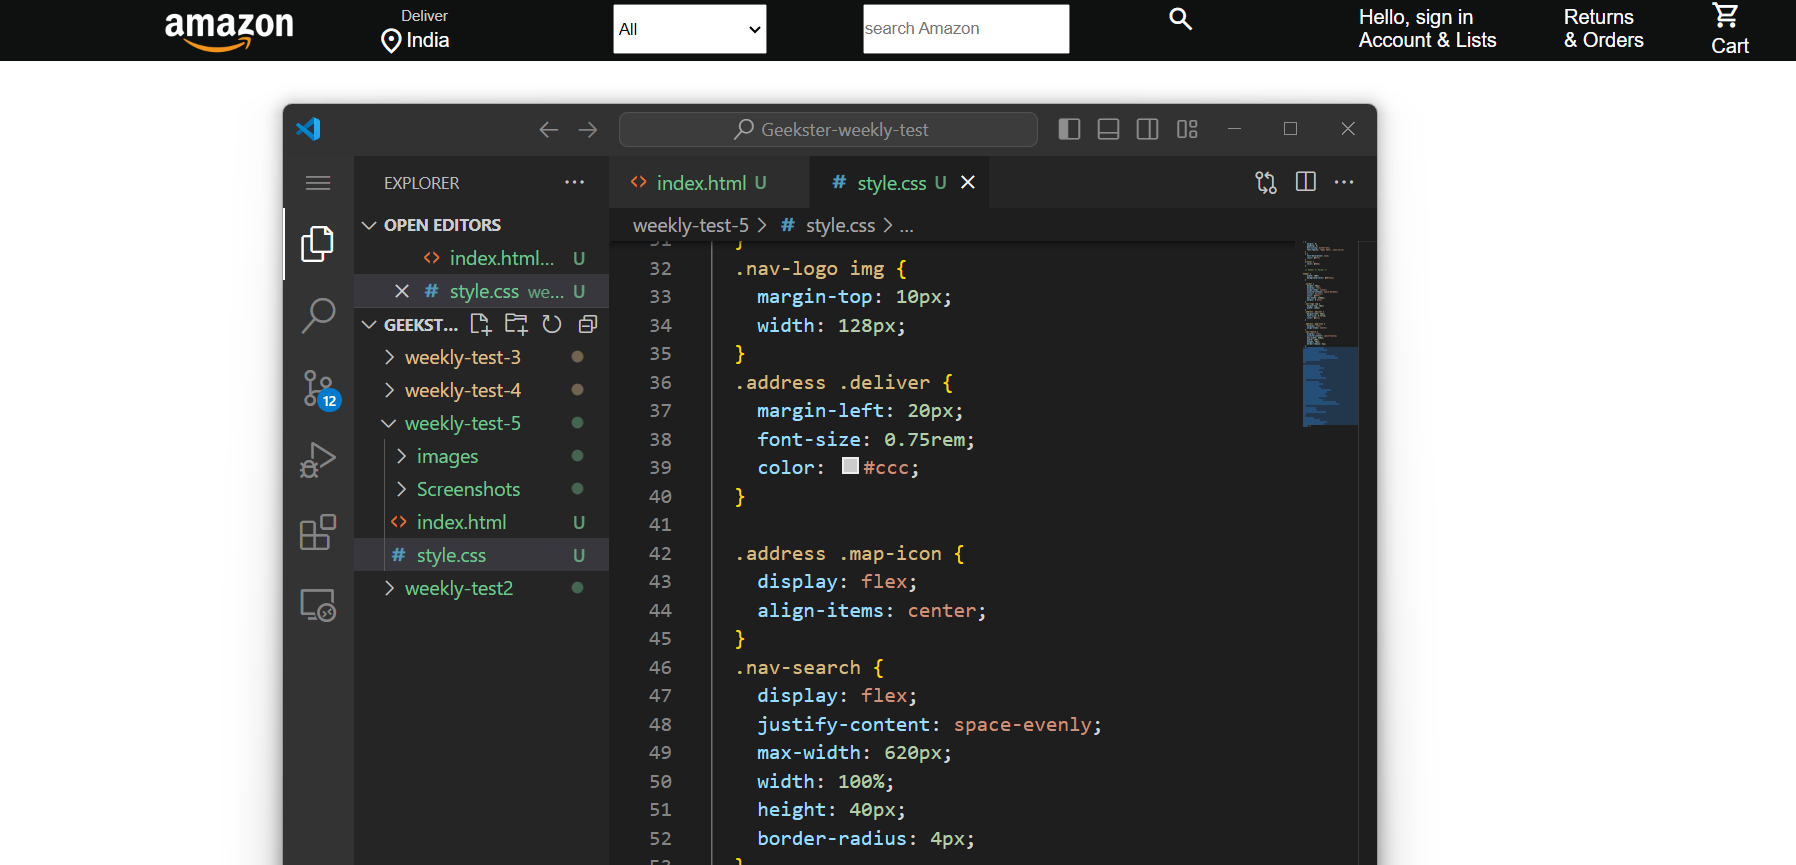 amazon
Deliver
India
All
search Amazon
Hello, sign in
Account & Lists
Returns
& Orders
Cart
Geekster-weekly-test
EXPLORER
index.html U
style.css U
OPEN EDITORS
index.html... U
style.css we... U
GEEKST...
weekly-test-3
weekly-test-4
weekly-test-5
images
Screenshots
index.html U
style.css U
weekly-test2
12
weekly-test-5 > # style.css > ...
31 }
32 .nav-logo img {
33 margin-top: 10px;
34 width: 128px;
35 }
36 .address .deliver {
37 margin-left: 20px;
38 font-size: 0.75rem;
39 color: #ccc;
40 }
41
42 .address .map-icon {
43 display: flex;
44 align-items: center;
45 }
46 .nav-search {
47 display: flex;
48 justify-content: space-evenly;
49 max-width: 620px;
50 width: 100%;
51 height: 40px;
52 border-radius: 4px;
53 }